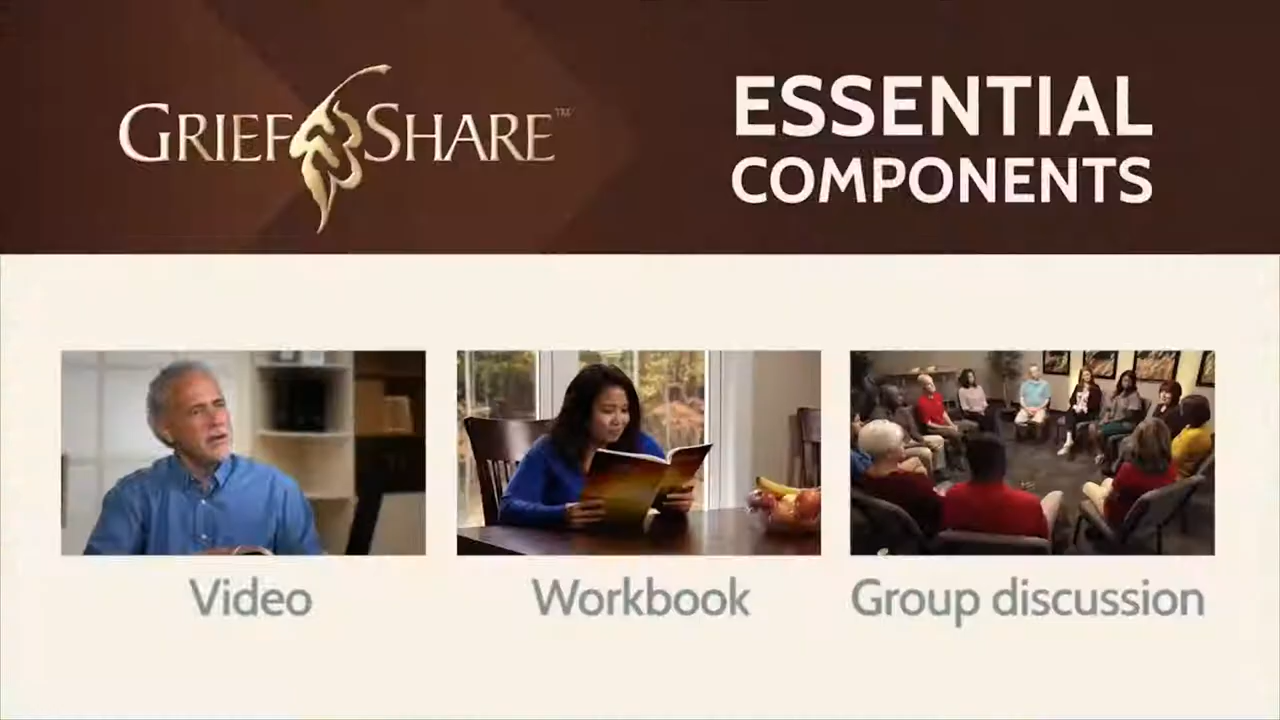 GRIEFSHARE™
ESSENTIAL
COMPONENTS
Video
Workbook
Group discussion